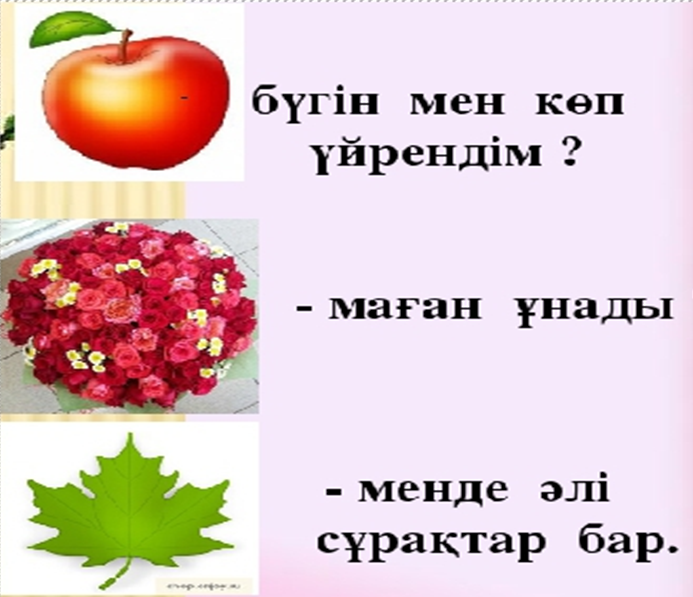 - бүгін мен көп
үйрендім ?
- маған ұнады
- менде әлі
сұрақтар бар.